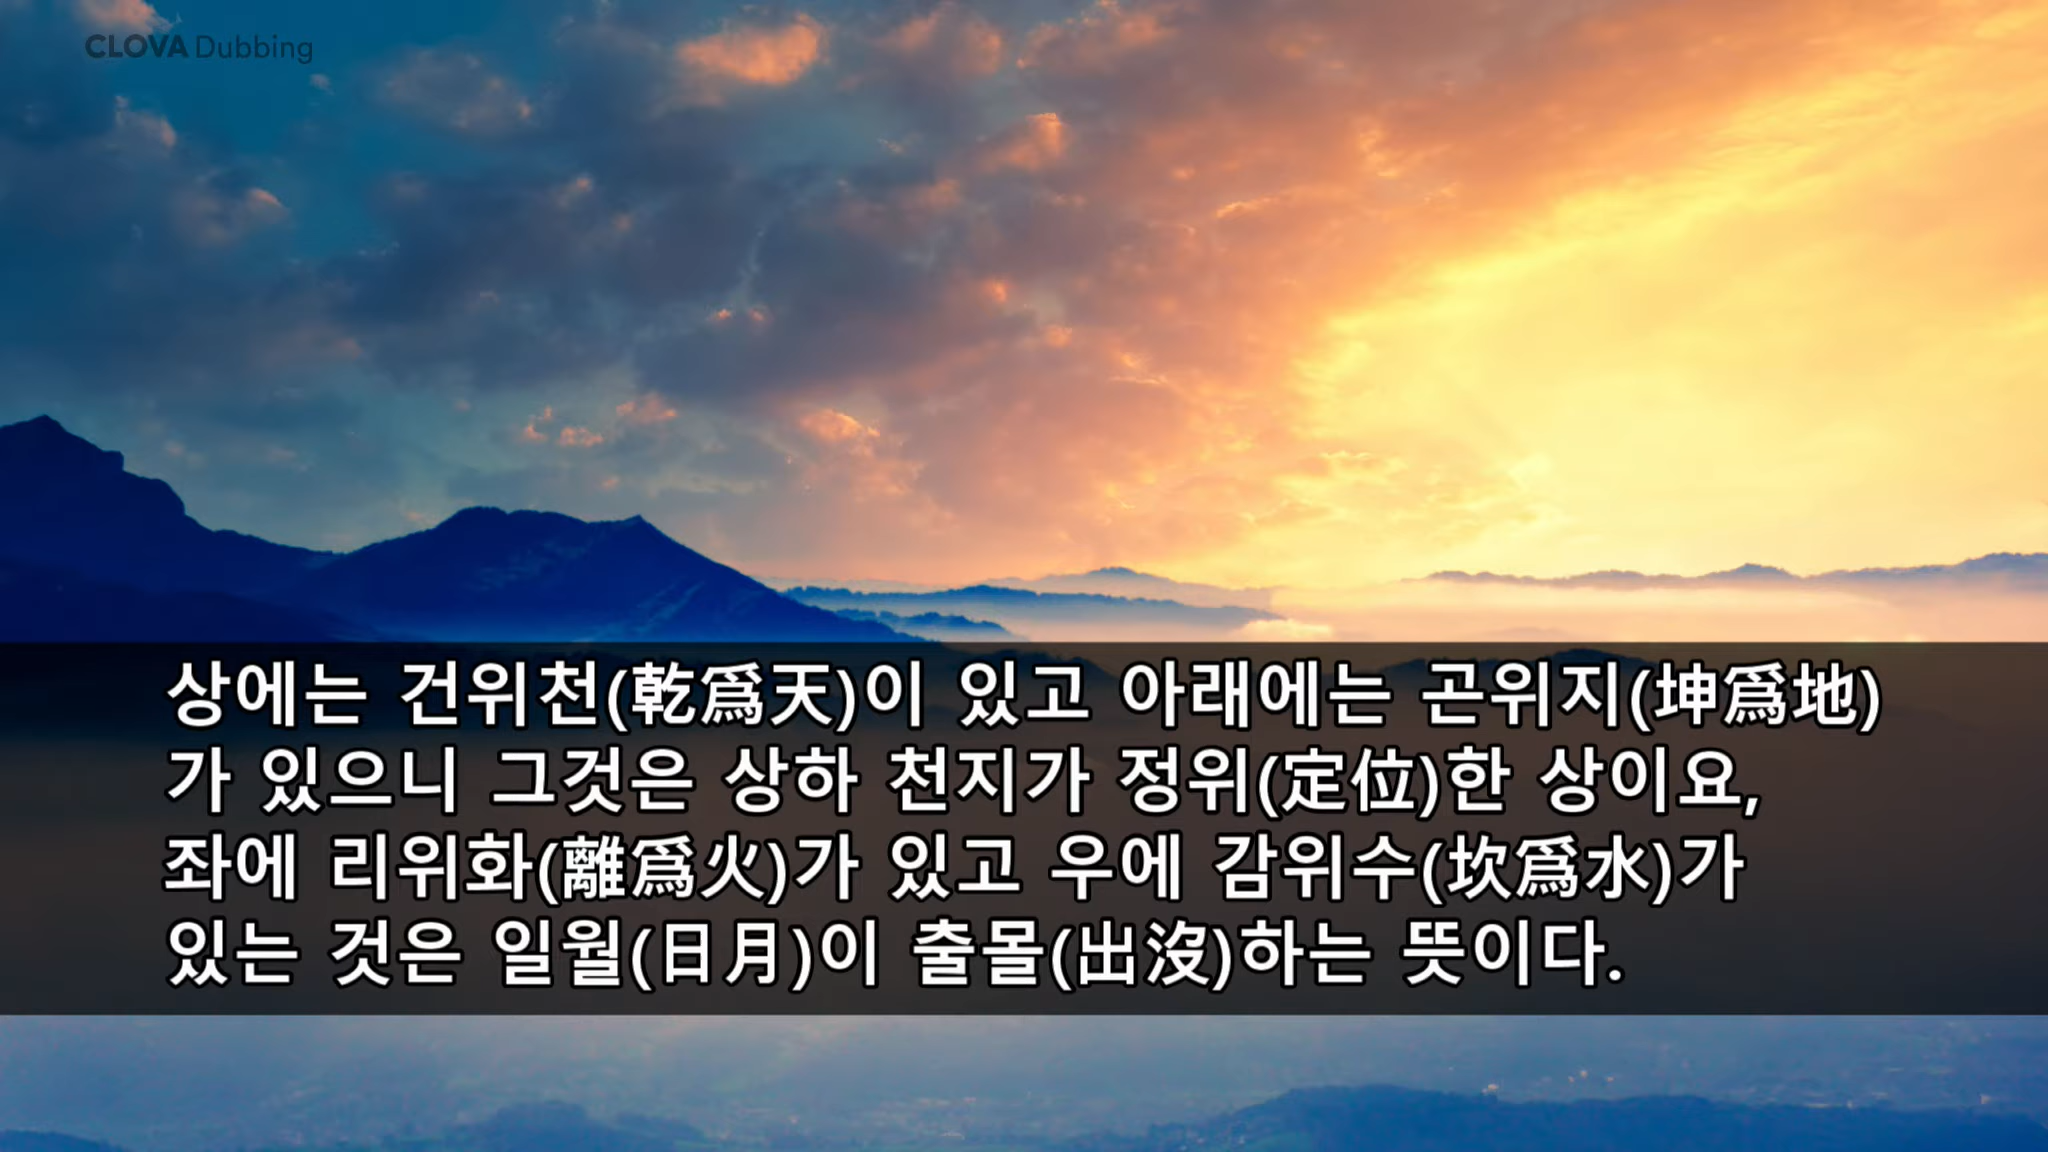 CLOVA Dubbing
상에는 건위천(乾爲天)이 있고 아래에는 곤위지(坤爲地)
가 있으니 그것은 상하 천지가 정위(定位)한 상이요,
좌에 리위화(離爲火)가 있고 우에 감위수(坎爲水)가
있는 것은 일월(日月)이 출몰(出沒)하는 뜻이다.